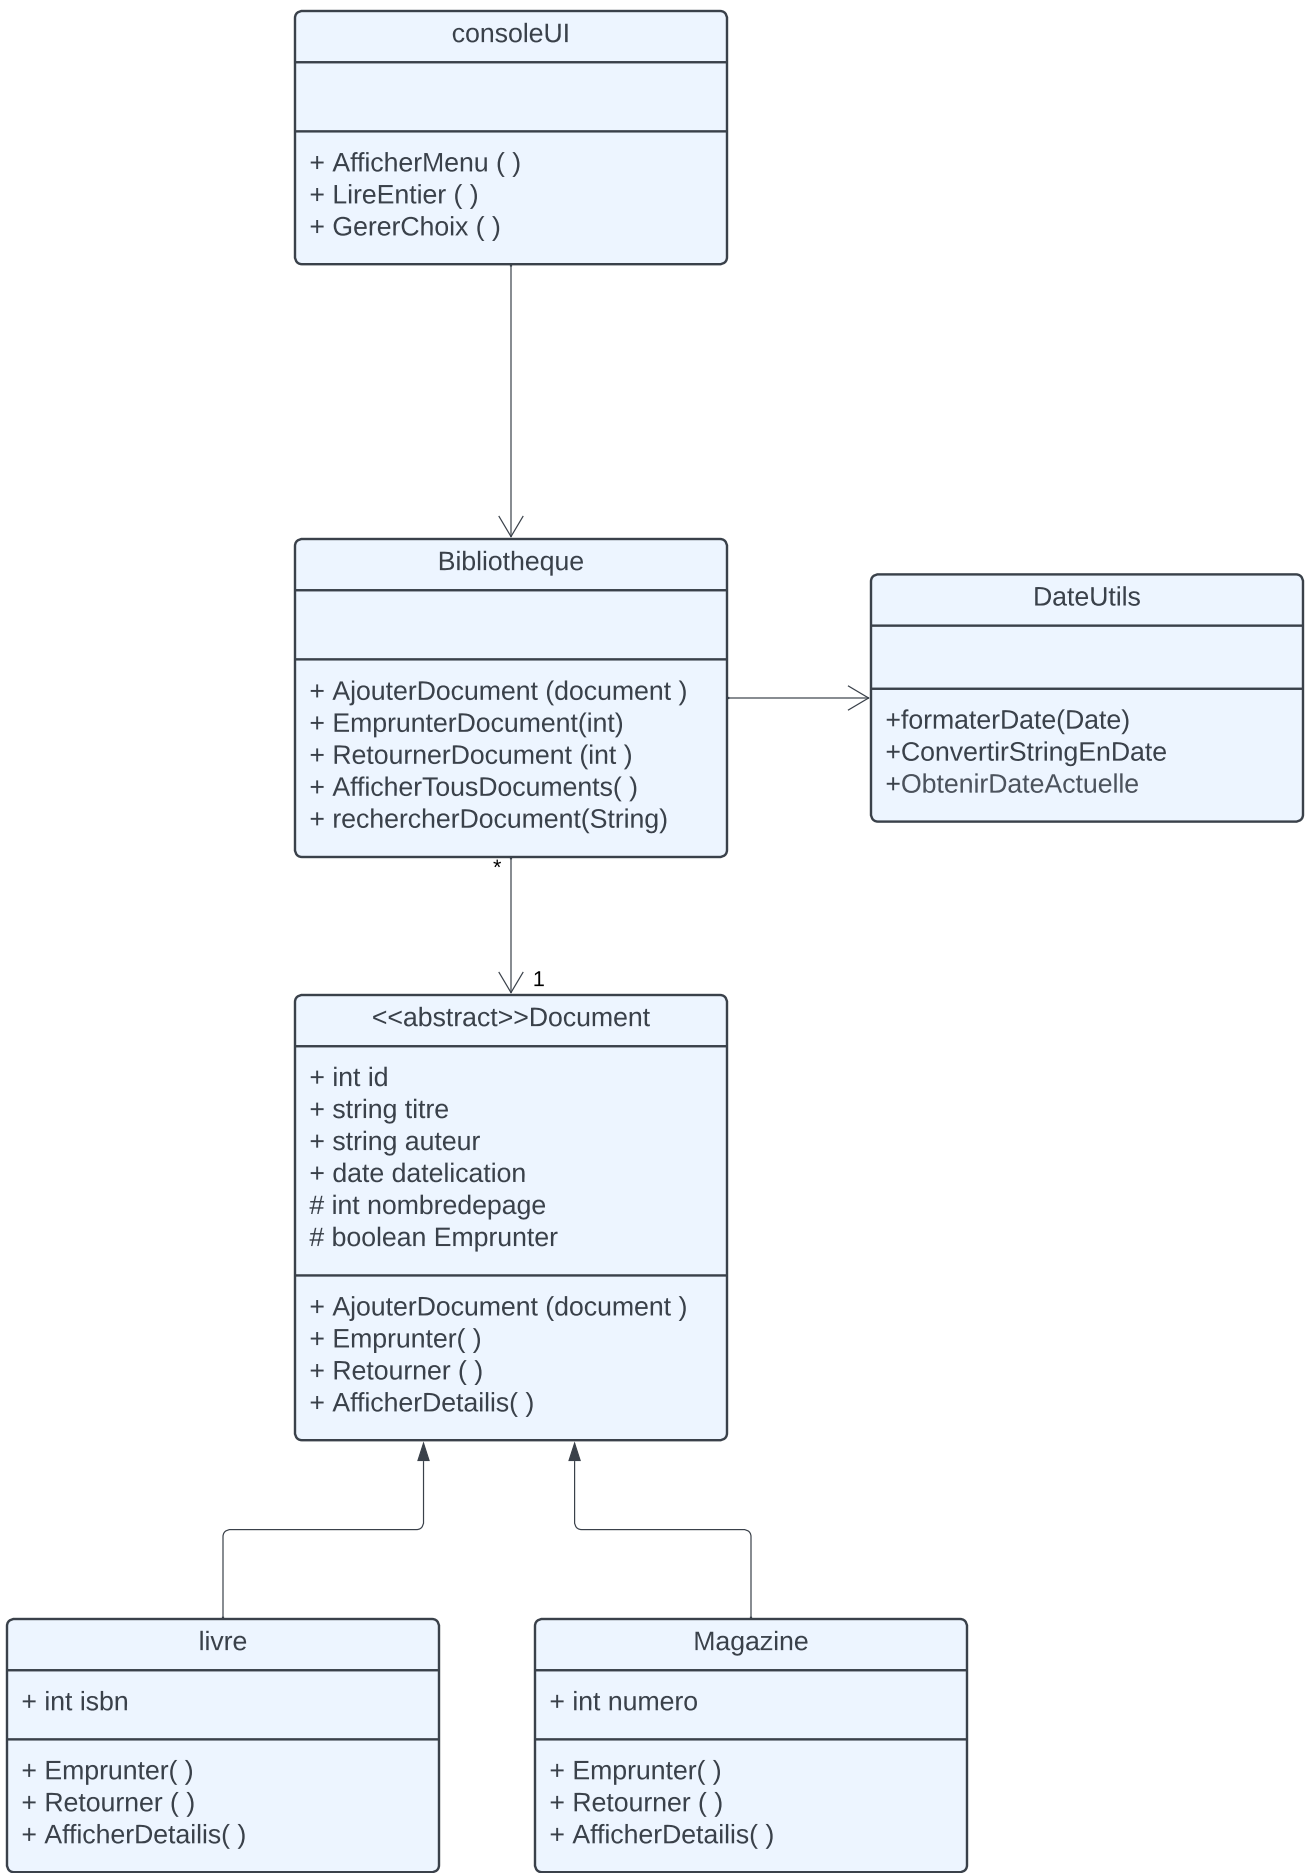 consoleUI
+ AfficherMenu ( )
+ LireEntier ( )
+ GererChoix ( )
Bibliotheque
+ AjouterDocument (document )
+ EmprunterDocument(int)
+ RetournerDocument (int )
+ AfficherTousDocuments( )
+ rechercherDocument(String)
DateUtils
+formaterDate(Date)
+ConvertirStringEnDate
+ObtenirDateActuelle
*
1
<<abstract>>Document
+ int id
+ string titre
+ string auteur
+ date datelication
# int nombredepage
# boolean Emprunter
+ AjouterDocument (document )
+ Emprunter( )
+ Retourner ( )
+ AfficherDetailis( )
livre
+ int isbn
+ Emprunter( )
+ Retourner ( )
+ AfficherDetailis( )
Magazine
+ int numero
+ Emprunter( )
+ Retourner ( )
+ AfficherDetailis( )